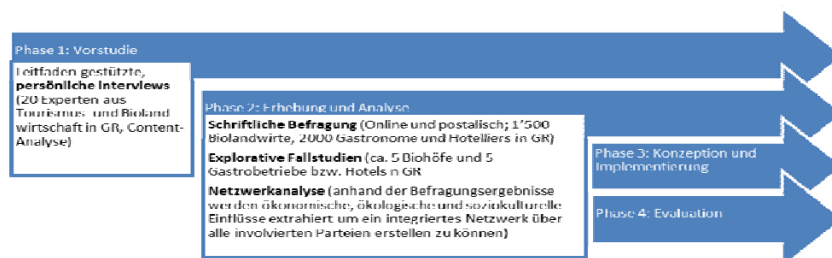 Phase 1: Vorstudie
Leitfaden gestützte,
persönliche Interviews
(20 Experten aus
Tourismus und Bioland
wirtschaft in GR, Content-
Analyse)
Phase 2: Erhebung und Analyse
Schriftliche Befragung (Online und postalisch; 1'500
Biolandwirte, 2000 Gastronome und Hotelliers in GR)
Explorative Fallstudien (ca. 5 Biohöfe und 5
Gastrobetriebe bzw. Hotels n GR
Netzwerkanalyse (anhand der Befragungsergebnisse
werden ökonomische, ökologische und soziokulturelle
Einflüsse extrahiert um ein integriertes Netzwerk über
alle involvierten Parteien erstellen zu können)
Phase 3: Konzeption und
Implementierung
Phase 4: Evaluation